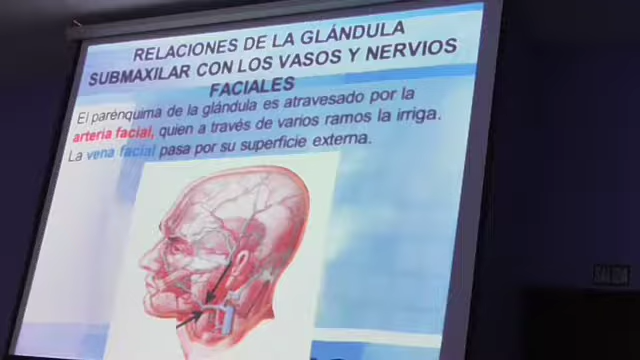 RELACIONES DE LA GLÁNDULA
SUBMAXILAR CON LOS VASOS Y NERVIOS
FACIALES
El parénquima de la glándula es atravesado por la
arteria facial, quien a través de varios ramos la irriga.
La vena facial pasa por su superficie externa.
SALIDA